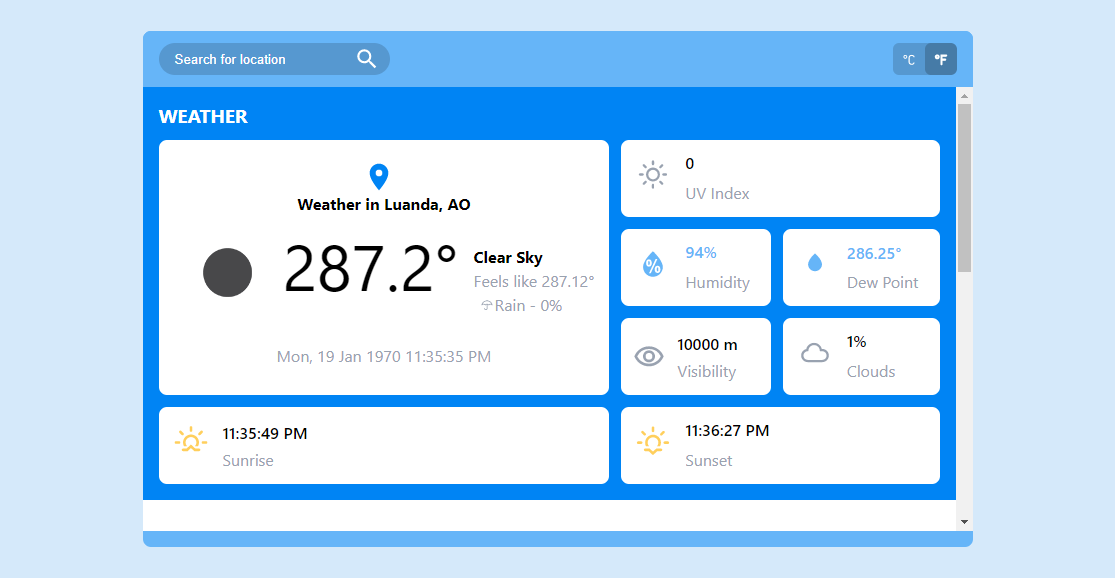 Search for location
°C
°F
WEATHER
Weather in Luanda, AO
287.2°
Clear Sky
Feels like 287.12°
Rain - 0%
Mon, 19 Jan 1970 11:35:35 PM
0
UV Index
94%
Humidity
286.25°
Dew Point
10000 m
Visibility
1%
Clouds
11:35:49 PM
Sunrise
11:36:27 PM
Sunset